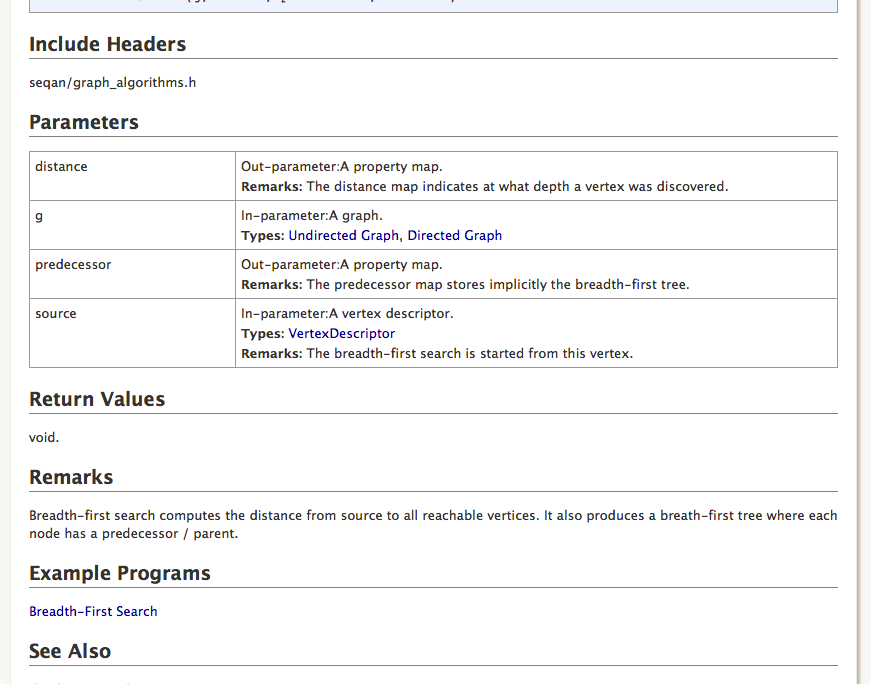 Include Headers
seqan/graph_algorithms.h
Parameters
distance
Out-parameter:A property map.
Remarks: The distance map indicates at what depth a vertex was discovered.
g
In-parameter:A graph.
Types: Undirected Graph, Directed Graph
predecessor
Out-parameter:A property map.
Remarks: The predecessor map stores implicitly the breadth-first tree.
source
In-parameter:A vertex descriptor.
Types: VertexDescriptor
Remarks: The breadth-first search is started from this vertex.
Return Values
void.
Remarks
Breadth-first search computes the distance from source to all reachable vertices. It also produces a breath-first tree where each
node has a predecessor / parent.
Example Programs
Breadth-First Search
See Also